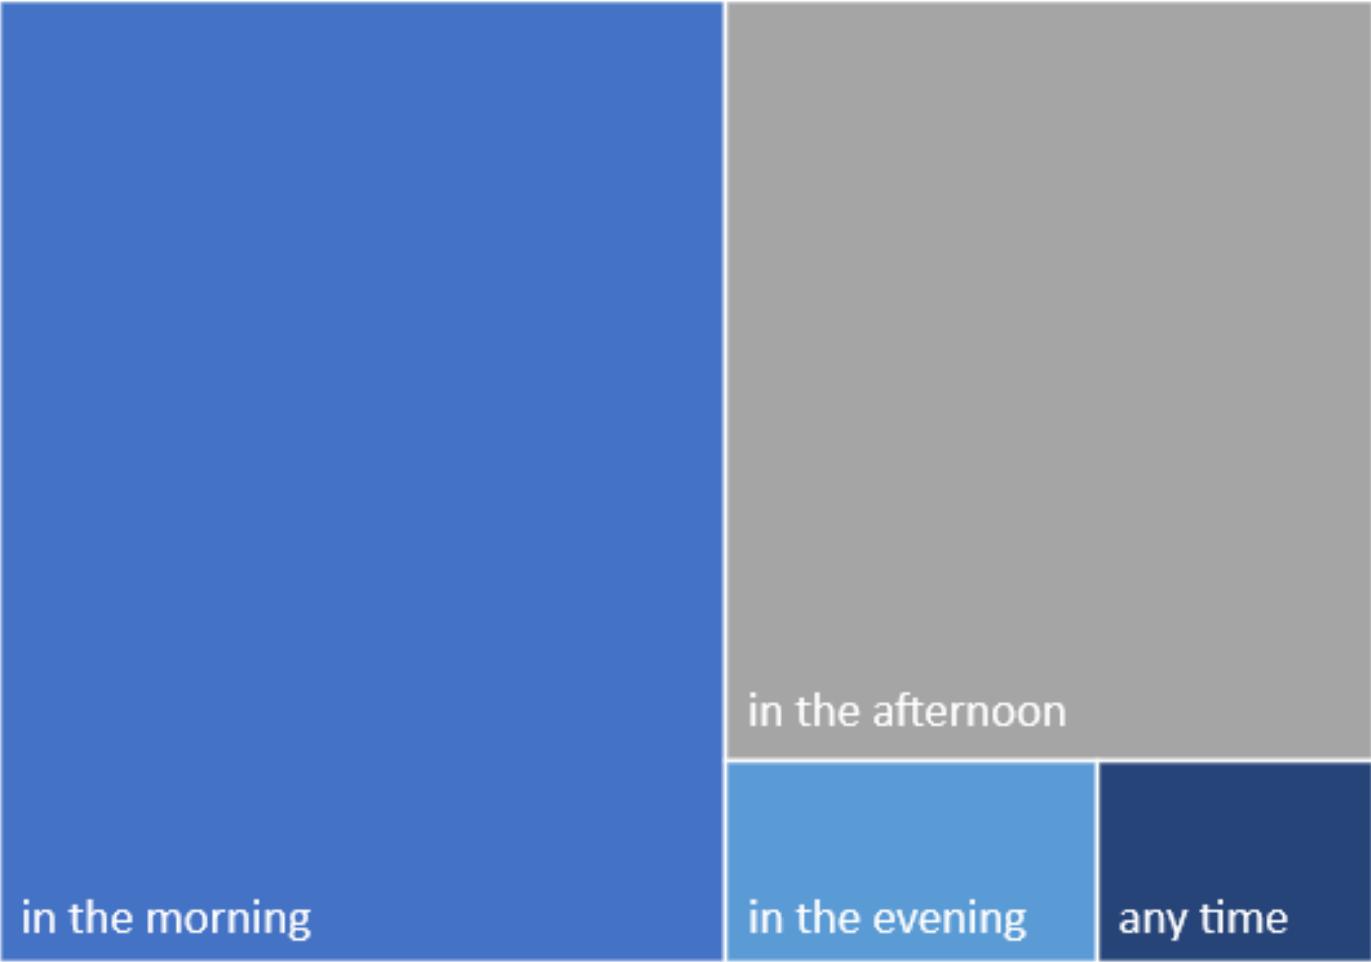 in the morning
in the afternoon
in the evening
any time